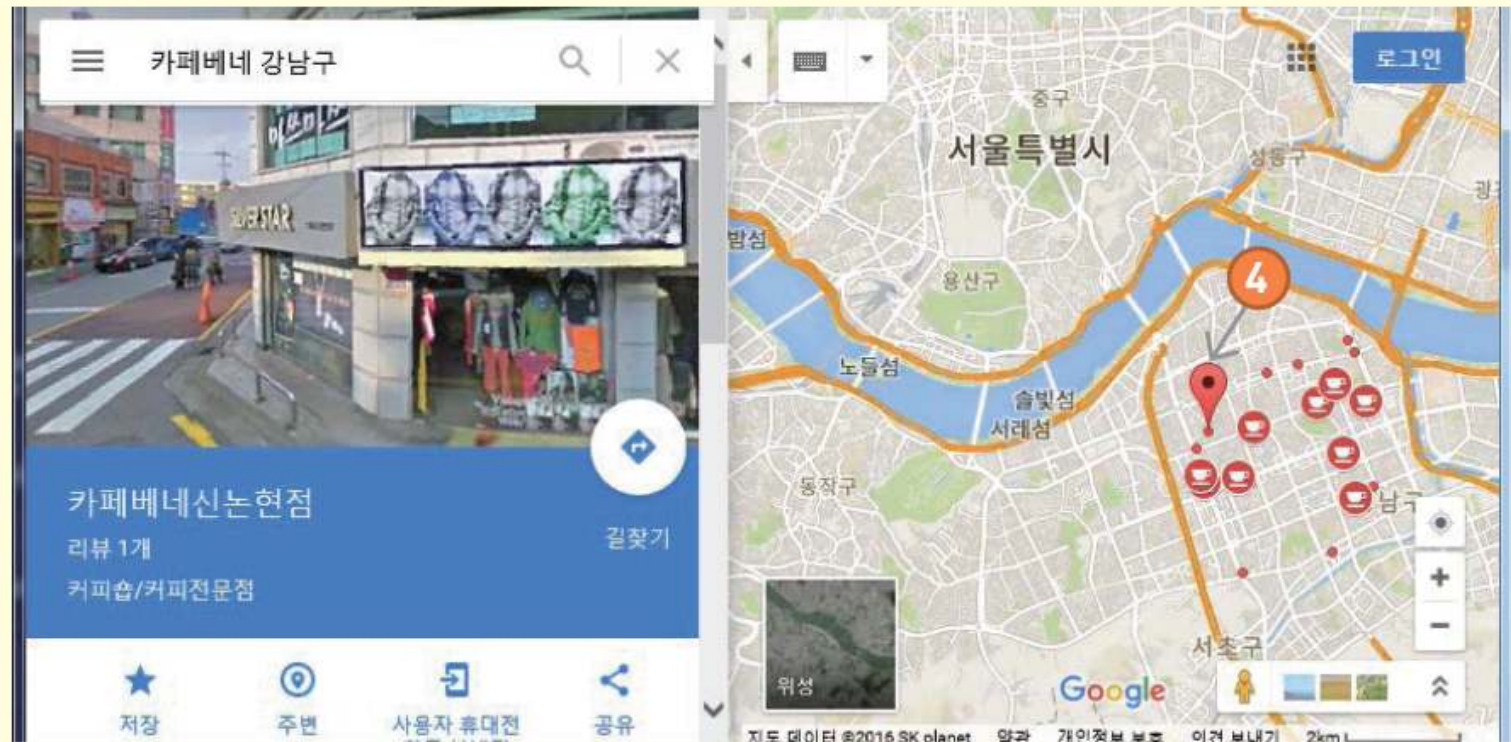 카페베네 강남구
로그인
SILVER STAR
카페베네신논현점
리뷰 1개
커피숍/커피전문점
길찾기
저장
주변
사용자 휴대전
공유
중구
서울특별시
성동구
밤섬
용산구
4
노들섬
솔빛섬
서래섬
동작구
남구
서초구
위성
Google
지도 데이터 ©2016 SK planet 약관 개인정보 보호 의견 보내기 2km